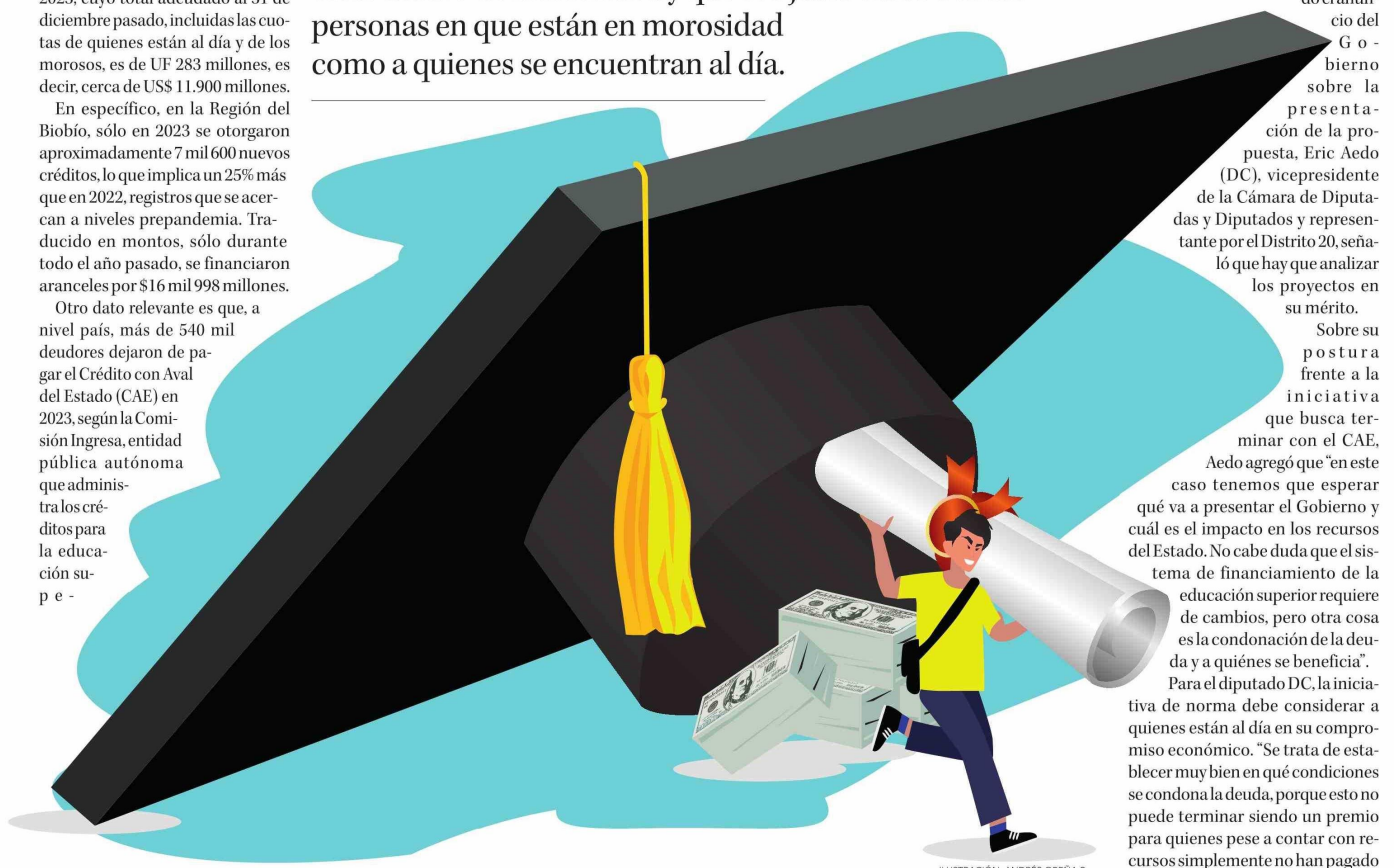 diciembre pasado, incluidas las cuo-
tas de quienes están al día y de los
morosos, es de UF 283 millones, es
decir, cerca de US$ 11.900 millones.
En específico, en la Región del
Biobío, sólo en 2023 se otorgaron
aproximadamente 7 mil 600 nuevos
créditos, lo que implica un 25% más
que en 2022, registros que se acer-
can a niveles prepandemia. Tra-
ducido en montos, sólo durante
todo el año pasado, se financiaron
aranceles por $16 mil 998 millones.
Otro dato relevante es que, a
nivel país, más de 540 mil
deudores dejaron de pa-
gar el Crédito con Aval
del Estado (CAE) en
2023, según la Comi-
sión Ingresa, entidad
pública autónoma
que adminis-
tra los cré-
ditos para
la educa-
ción su-
pe-
personas en que están en morosidad
como a quienes se encuentran al día.
cio del
Go-
bierno
sobre la
presenta-
ción de la pro-
puesta, Eric Aedo
(DC), vicepresidente
de la Cámara de Diputa-
das y Diputados y represen-
tante por el Distrito 20, seña-
ló que hay que analizar
los proyectos en
su mérito.
Sobre su
postura
frente a la
iniciativa
que busca ter-
minar con el CAE,
Aedo agregó que “en este
caso tenemos que esperar
qué va a presentar el Gobierno y
cuál es el impacto en los recursos
del Estado. No cabe duda que el sis-
tema de financiamiento de la
educación superior requiere
de cambios, pero otra cosa
es la condonación de la deu-
da y a quiénes se beneficia”.
Para el diputado DC, la inicia-
tiva de norma debe considerar a
quienes están al día en su compro-
miso económico. “Se trata de esta-
blecer muy bien en qué condiciones
se condona la deuda, porque esto no
puede terminar siendo un premio
para quienes pese a contar con re-
cursos simplemente no han pagado